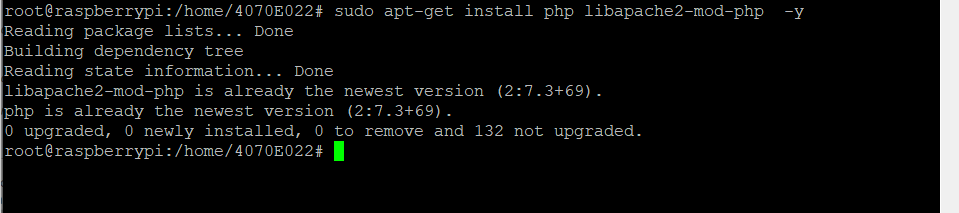 root@raspberrypi:/home/4070E022# sudo apt-get install php libapache2-mod-php  -y
Reading package lists... Done
Building dependency tree
Reading state information... Done
libapache2-mod-php is already the newest version (2:7.3+69).
php is already the newest version (2:7.3+69).
0 upgraded, 0 newly installed, 0 to remove and 132 not upgraded.
root@raspberrypi:/home/4070E022#